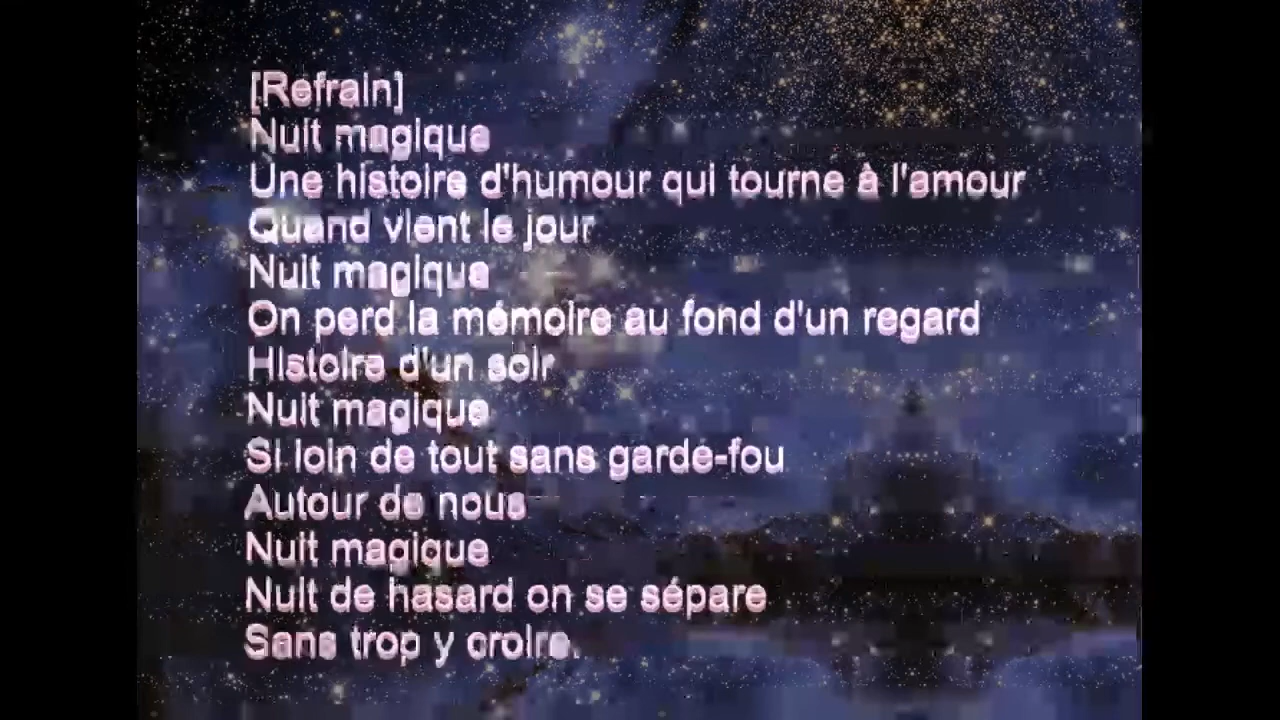 [Refrain]
Nuit magique
Une histoire d'humour qui tourne à l'amour
Quand vient le jour
Nuit magique
On perd la mémoire au fond d'un regard
Histoire d'un soir
Nuit magique
Si loin de tout sans garde-fou
Autour de nous
Nuit magique
Nuit de hasard on se sépare
Sans trop y croire.